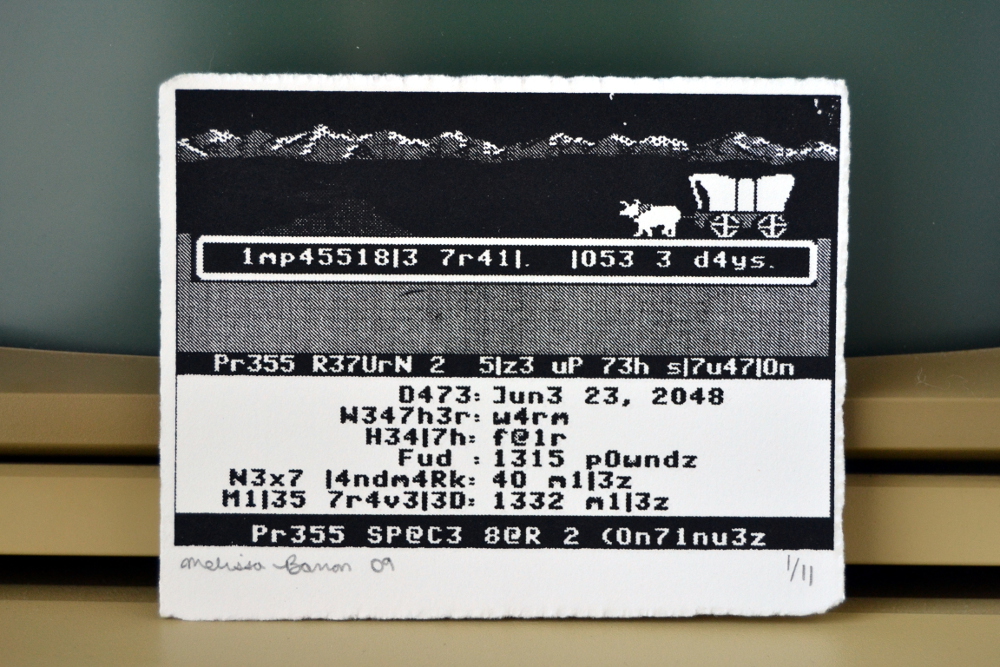 1mp45518|3 7r41|. |053 3 d4ys.
Pr355 R37UrN 2 5|z3 uP 73h s|7u47|0n
D473: Jun3 23, 2048
W347h3r: w4rm
H34|7h: f@1r
Fud : 1315 p0wndz
N3x7 |4ndm4Rk: 40 m1|3z
M1|35 7r4v3|3D: 1332 m1|3z
Pr355 SP@C3 8@R 2 C0n71nu3z
Melissa Barron 09
1/11